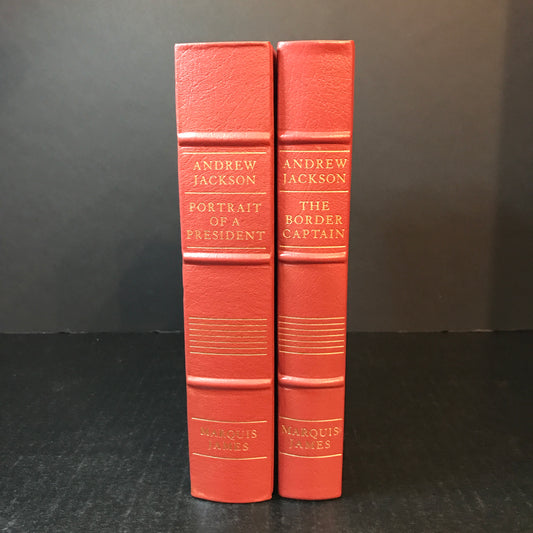 ANDREW
JACKSON
PORTRAIT
OF A
PRESIDENT
MARQUIS
JAMES
ANDREW
JACKSON
THE
BORDER
CAPTAIN
MARQUIS
JAMES